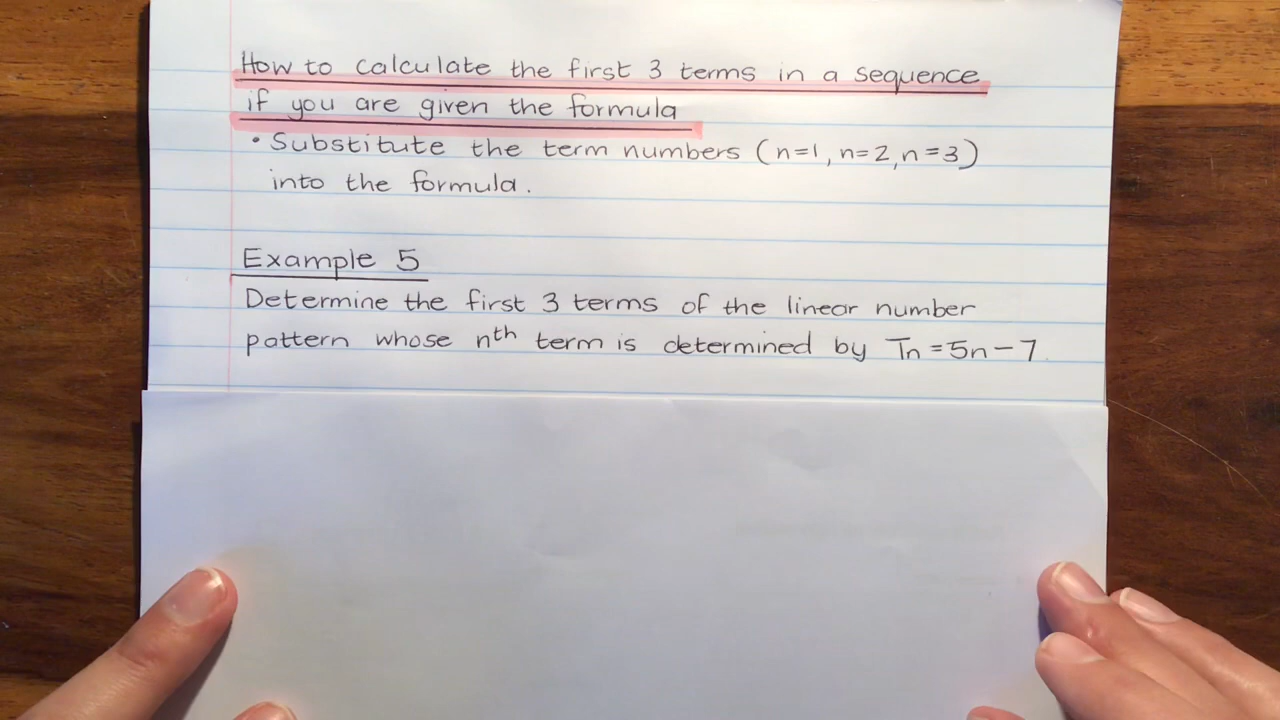 How to calculate the first 3 terms in a sequence
if you are given the formula
• Substitute the term numbers (n=1, n=2, n=3)
into the formula.
Example 5
Determine the first 3 terms of the linear number
pattern whose nth term is determined by Tn = 5n - 7.